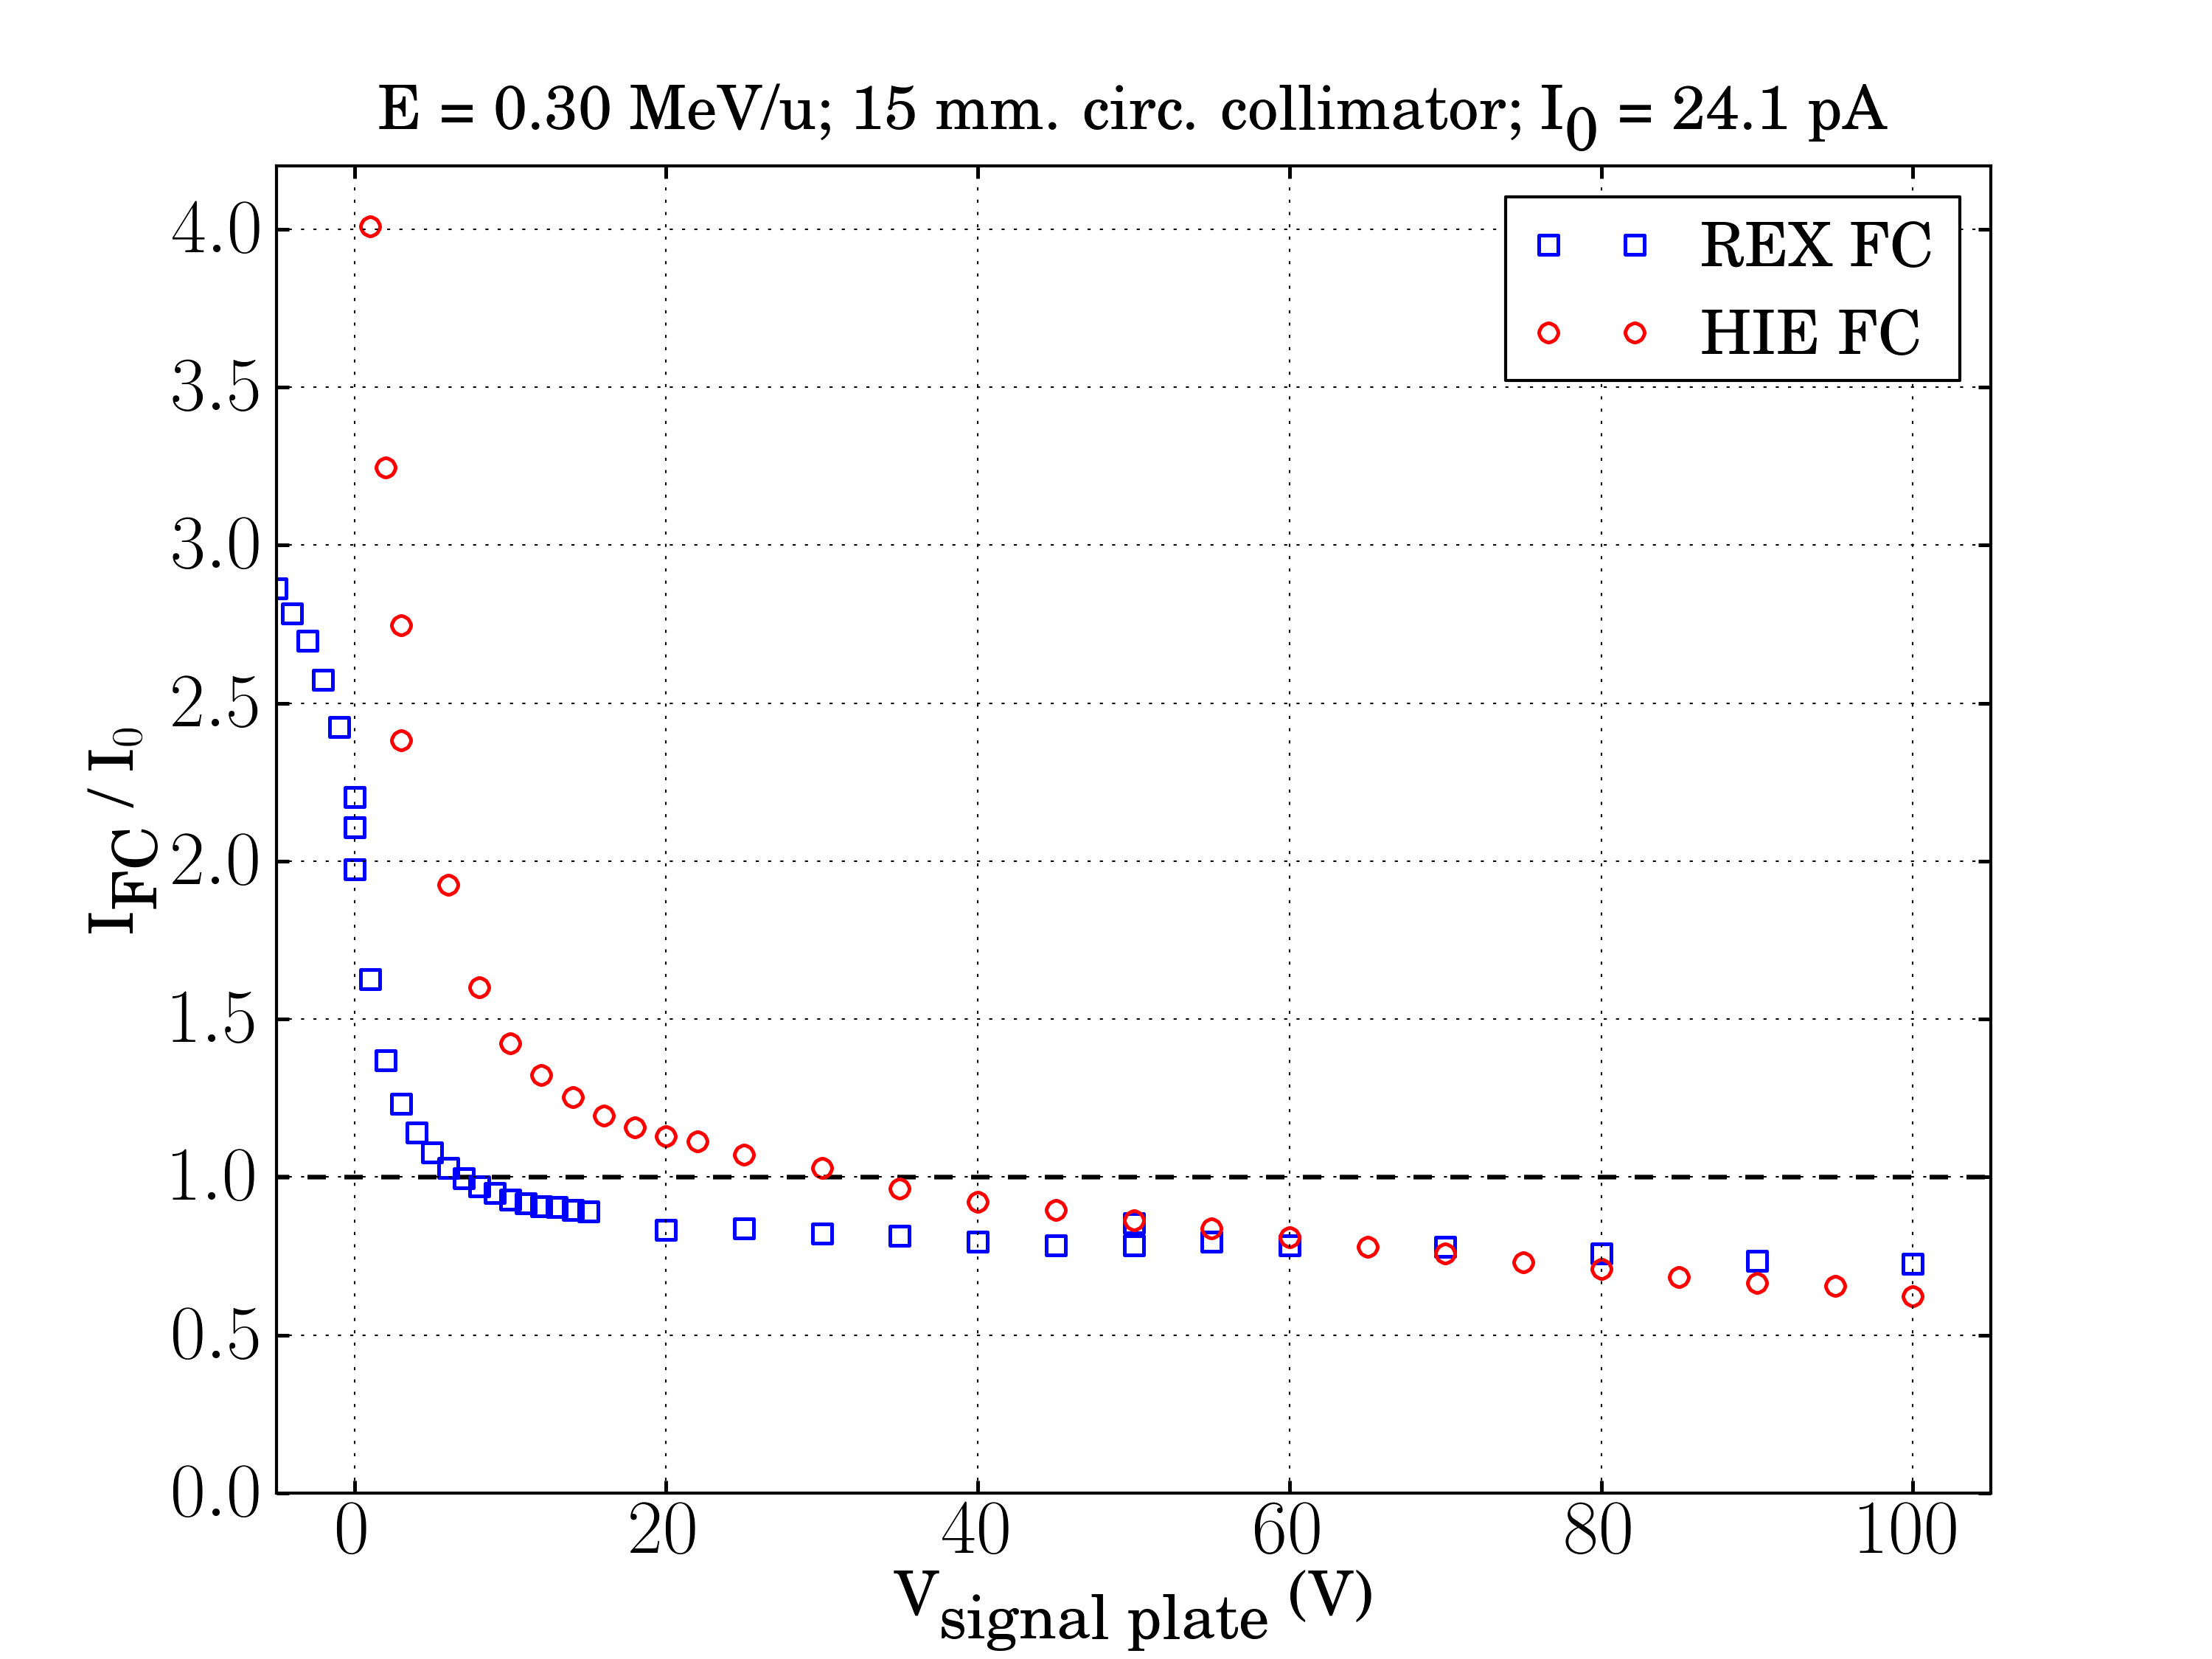 E = 0.30 MeV/u; 15 mm. circ. collimator; I0 = 24.1 pA
REX FC
HIE FC
4.0
3.5
3.0
2.5
2.0
1.5
1.0
0.5
0.0
IFC / I0
0 20 40 60 80 100
Vsignal plate (V)